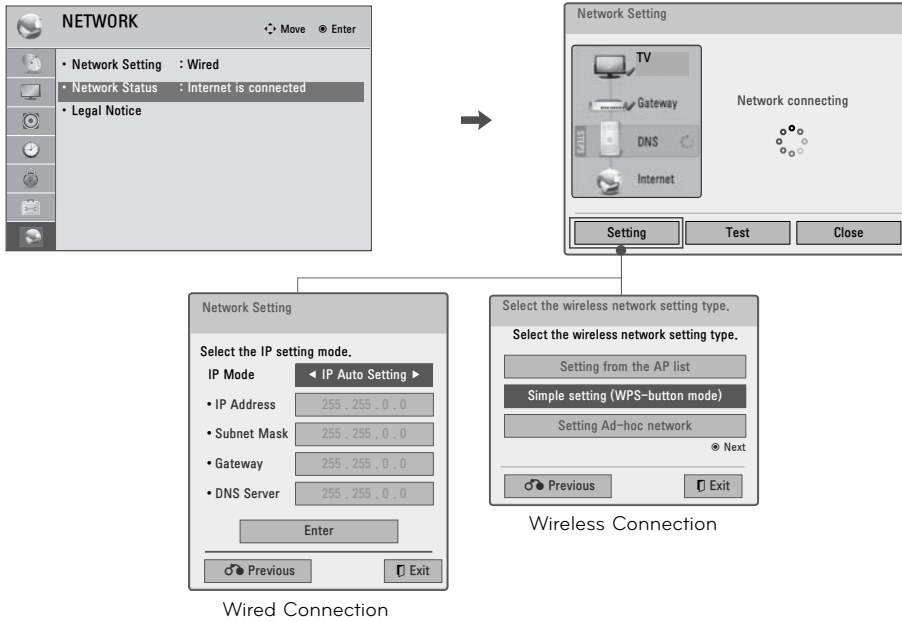 NETWORK
Move Enter
• Network Setting : Wired
• Network Status : Internet is connected
• Legal Notice
Network Setting
TV
Gateway
STEP3
DNS
Internet
Network connecting
Setting Test Close
Network Setting
Select the IP setting mode.
IP Mode ◄ IP Auto Setting ►
• IP Address 255 . 255 . 0 . 0
• Subnet Mask 255 . 255 . 0 . 0
• Gateway 255 . 255 . 0 . 0
• DNS Server 255 . 255 . 0 . 0
Enter
Previous Exit
Wired Connection
Select the wireless network setting type.
Select the wireless network setting type.
Setting from the AP list
Simple setting (WPS-button mode)
Setting Ad-hoc network
Next
Previous Exit
Wireless Connection